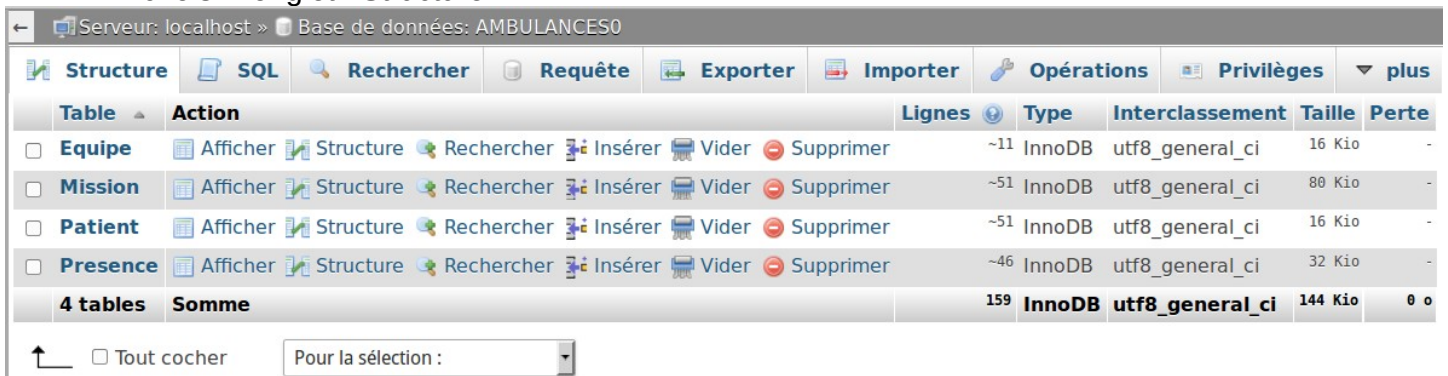 ← Serveur: localhost » Base de données: AMBULANCES0
Structure SQL Rechercher Requête Exporter Importer Opérations Privilèges ▼ plus
Table Action Lignes Type Interclassement Taille Perte
Equipe Afficher Structure Rechercher Insérer Vider Supprimer ~11 InnoDB utf8_general_ci 16 Kio -
Mission Afficher Structure Rechercher Insérer Vider Supprimer ~51 InnoDB utf8_general_ci 80 Kio -
Patient Afficher Structure Rechercher Insérer Vider Supprimer ~51 InnoDB utf8_general_ci 16 Kio -
Presence Afficher Structure Rechercher Insérer Vider Supprimer ~46 InnoDB utf8_general_ci 32 Kio -
4 tables Somme 159 InnoDB utf8_general_ci 144 Kio 0 o
Tout cocher Pour la sélection :